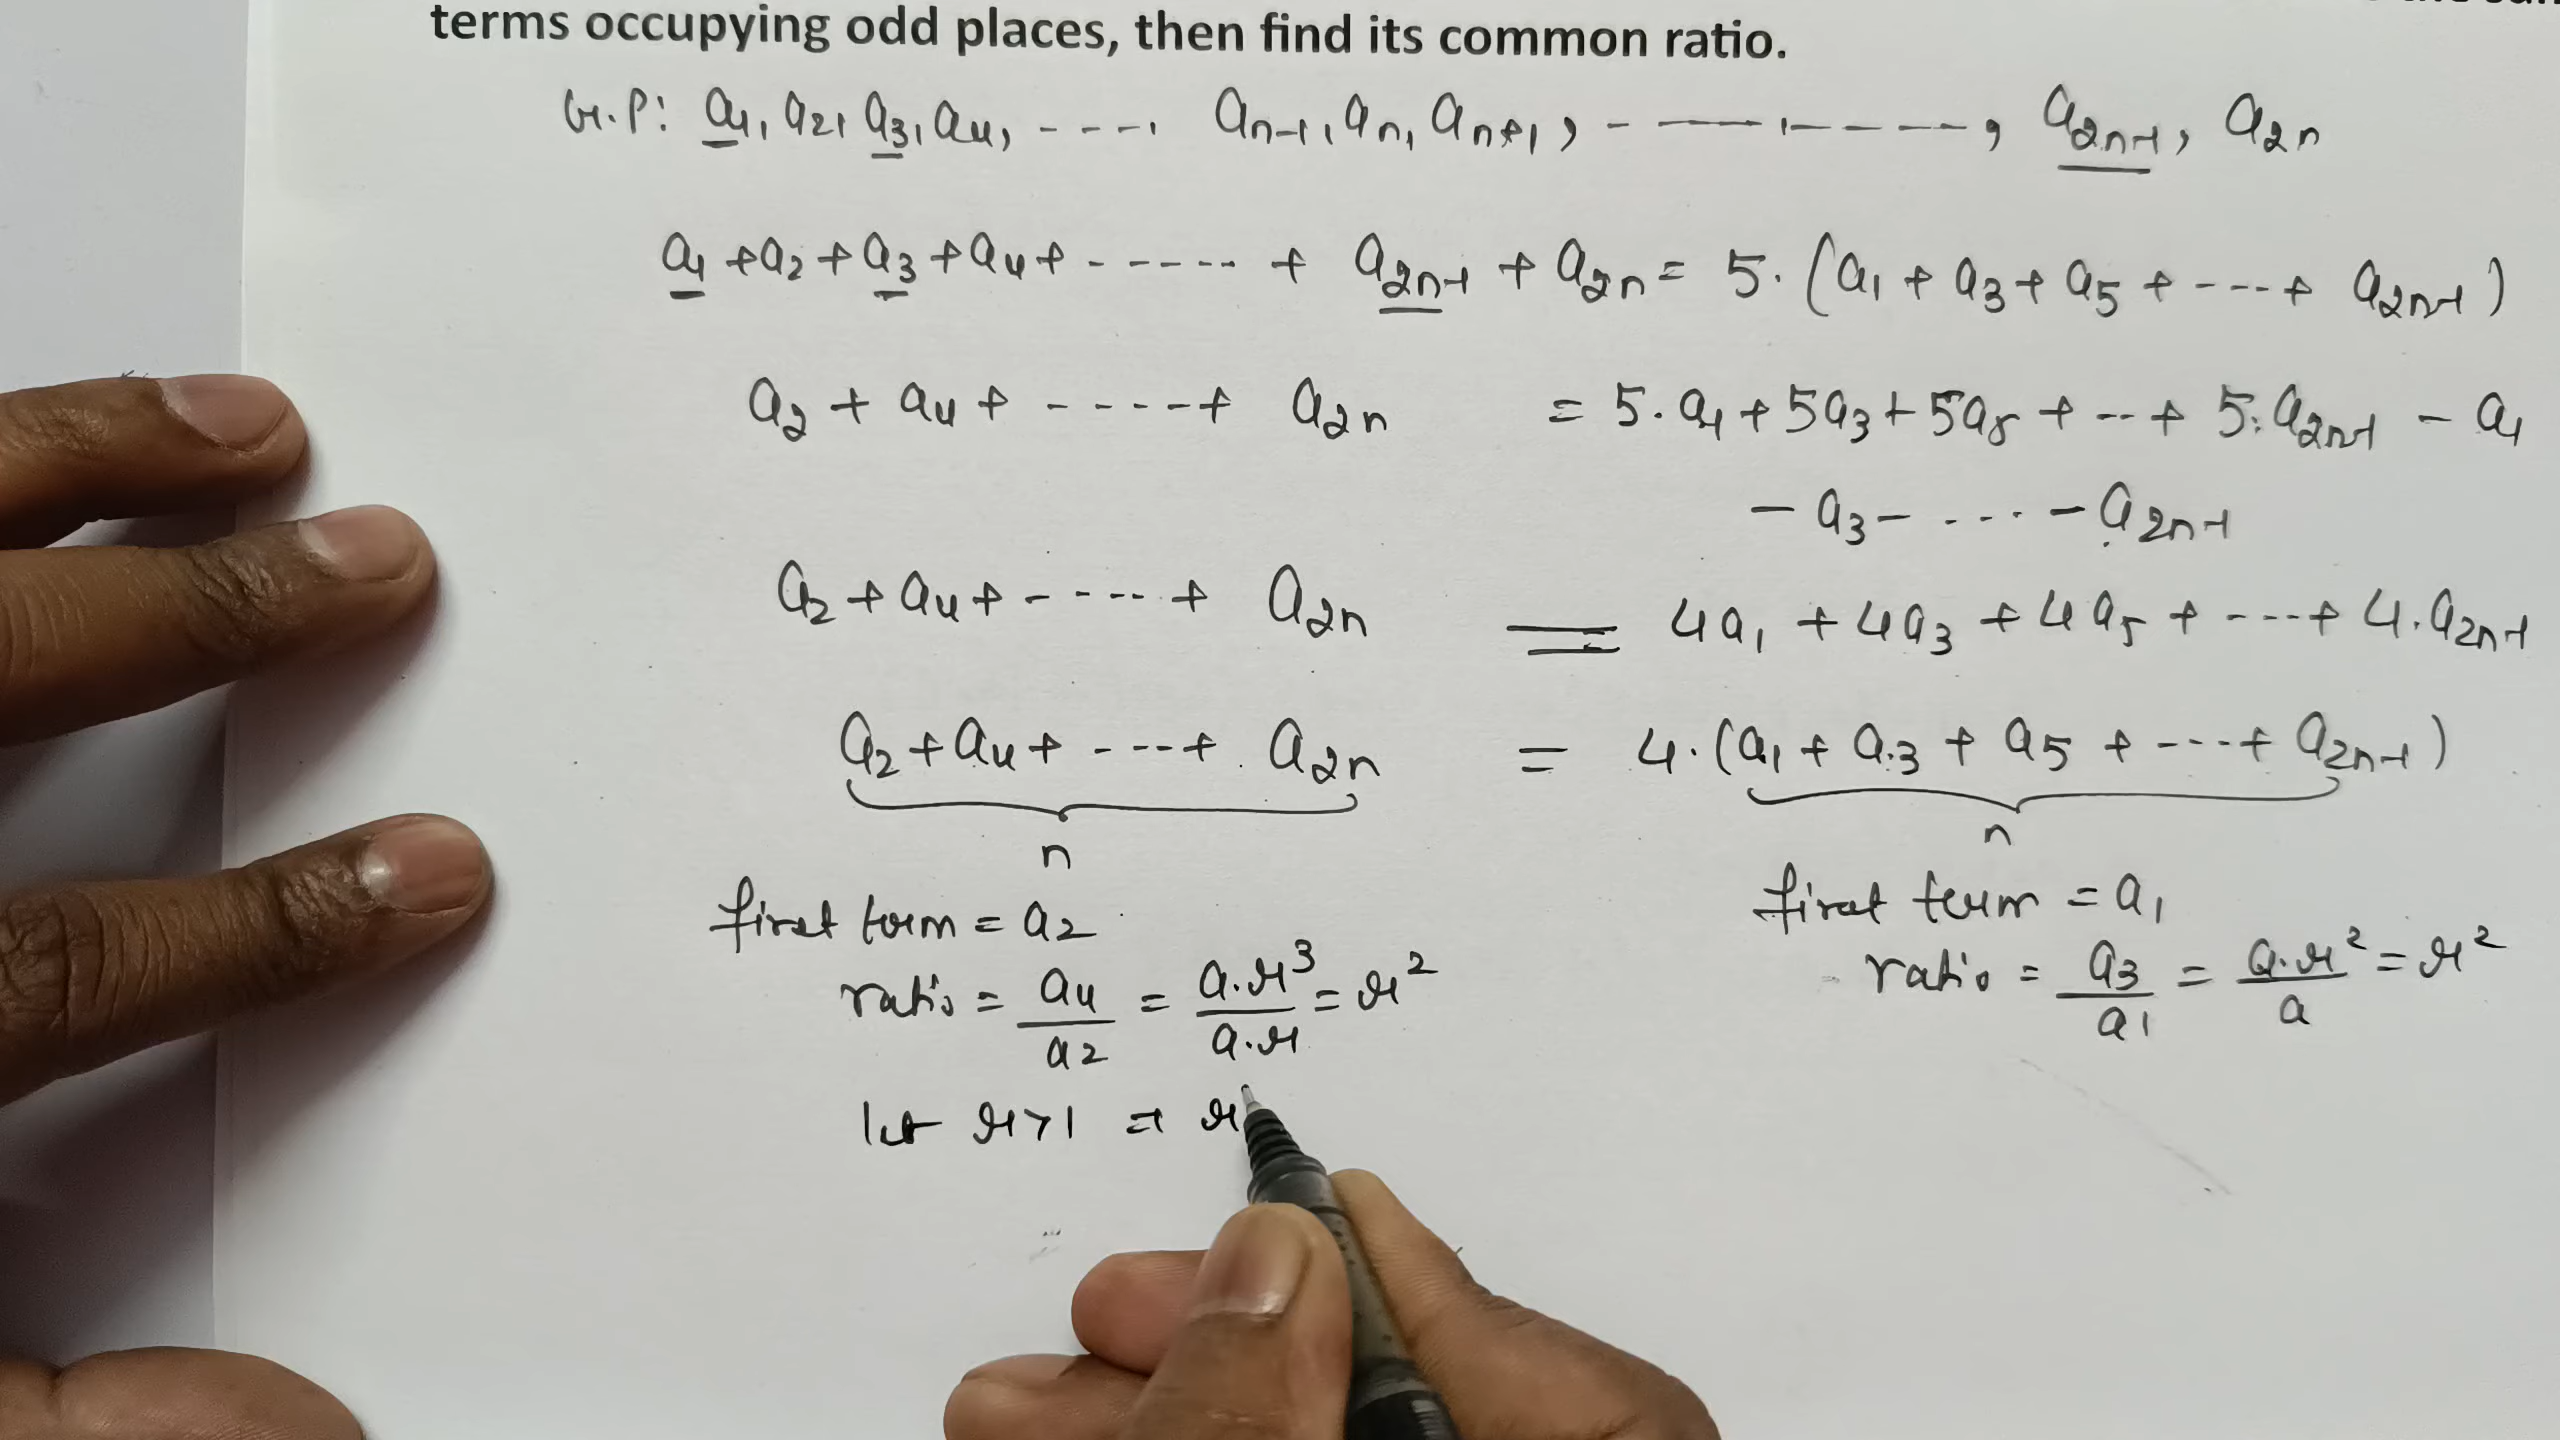 terms occupying odd places, then find its common ratio.
G.P: a1, a2, a3, a4, - - - -, an-1, an, an+1, - - - - - - -, a2n-1, a2n
a1 + a2 + a3 + a4 + - - - - - - + a2n-1 + a2n = 5. (a1 + a3 + a5 + - - - + a2n-1)
a2 + a4 + - - - - + a2n = 5. a1 + 5a3 + 5a5 + - - + 5. a2n-1 - a1
- a3 - - - - - - a2n-1
a2 + a4 + - - - - - + a2n = 4a1 + 4a3 + 4a5 + - - - + 4. a2n-1
a2 + a4 + - - - + a2n = 4. (a1 + a3 + a5 + - - - + a2n-1)
n n
first term = a2 first term = a1
ratio = a4/a2 = a.r³/a.r = r² ratio = a3/a1 = a.r²/a = r²
let r>1 = r